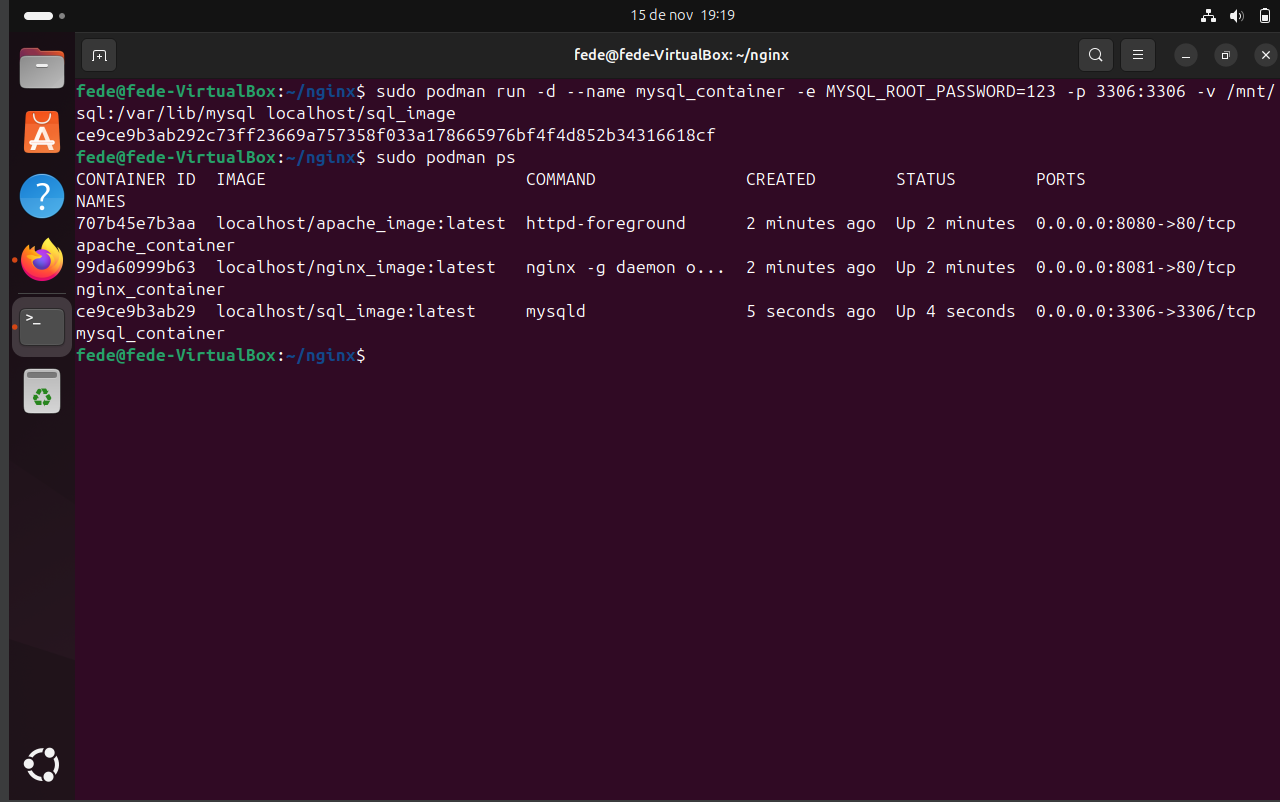 15 de nov 19:19
fede@fede-VirtualBox: ~/nginx
fede@fede-VirtualBox:~/nginx$ sudo podman run -d --name mysql_container -e MYSQL_ROOT_PASSWORD=123 -p 3306:3306 -v /mnt/
sql:/var/lib/mysql localhost/sql_image
ce9ce9b3ab292c73ff23669a757358f033a178665976bf4f4d852b34316618cf
fede@fede-VirtualBox:~/nginx$ sudo podman ps
CONTAINER ID  IMAGE                          COMMAND               CREATED        STATUS        PORTS
NAMES
707b45e7b3aa  localhost/apache_image:latest  httpd-foreground      2 minutes ago  Up 2 minutes  0.0.0.0:8080->80/tcp
apache_container
99da60999b63  localhost/nginx_image:latest   nginx -g daemon o...  2 minutes ago  Up 2 minutes  0.0.0.0:8081->80/tcp
nginx_container
ce9ce9b3ab29  localhost/sql_image:latest     mysqld                5 seconds ago  Up 4 seconds  0.0.0.0:3306->3306/tcp
mysql_container
fede@fede-VirtualBox:~/nginx$